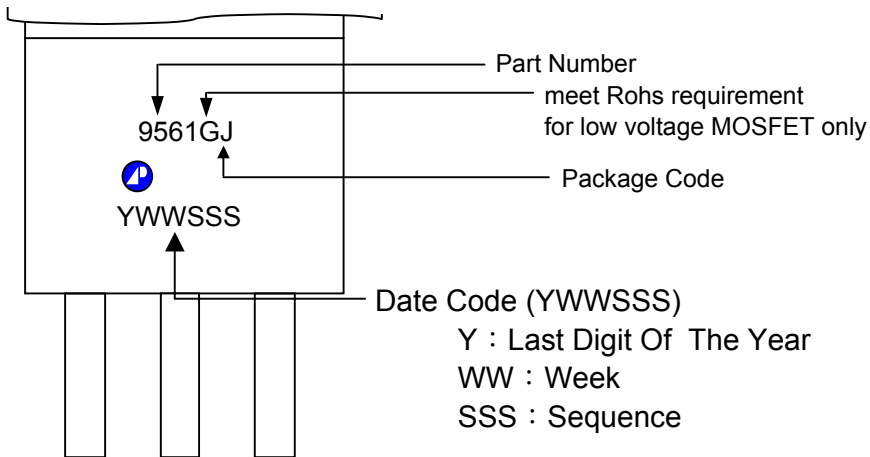 Part Number
meet Rohs requirement
for low voltage MOSFET only
9561GJ
Package Code
YWWSSS
Date Code (YWWSSS)
Y：Last Digit Of The Year
WW：Week
SSS：Sequence